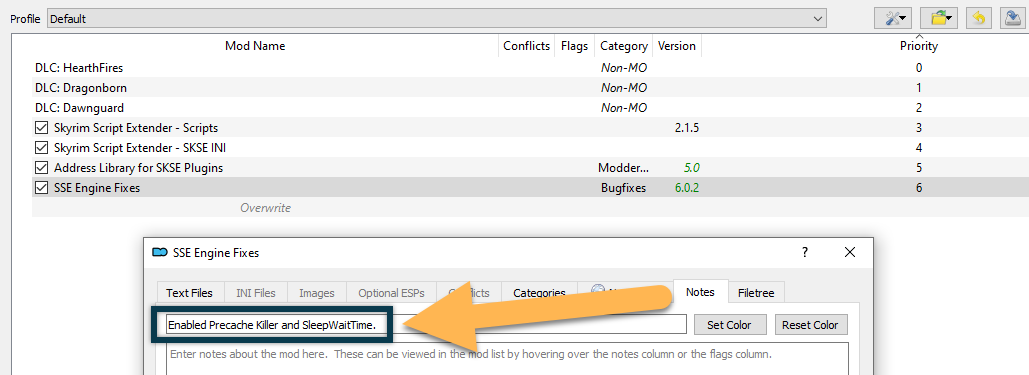 Profile Default
Mod Name Conflicts Flags Category Version Priority
DLC: HearthFires Non-MO 0
DLC: Dragonborn Non-MO 1
DLC: Dawnguard Non-MO 2
Skyrim Script Extender - Scripts 2.1.5 3
Skyrim Script Extender - SKSE INI 4
Address Library for SKSE Plugins Modder... 5.0 5
SSE Engine Fixes Bugfixes 6.0.2 6
Overwrite
SSE Engine Fixes ?
Text Files INI Files Images Optional ESPs Categories Notes Filetree
Enabled Precache Killer and SleepWaitTime. Set Color Reset Color
Enter notes about the mod here. These can be viewed in the mod list by hovering over the notes column or the flags column.